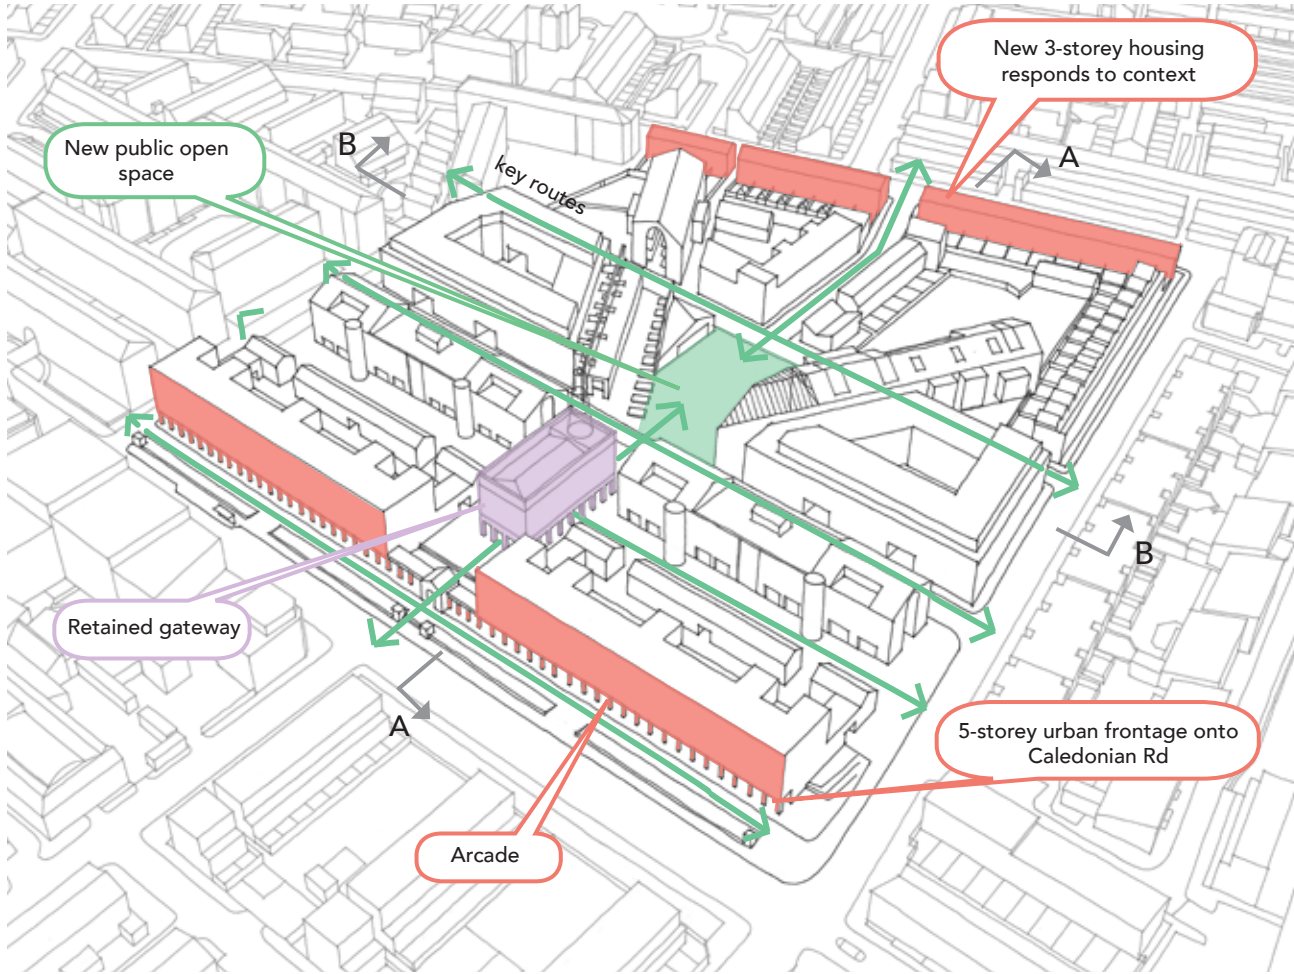 New 3-storey housing
responds to context
New public open
space
B
key routes
A
Retained gateway
B
A
5-storey urban frontage onto
Caledonian Rd
Arcade